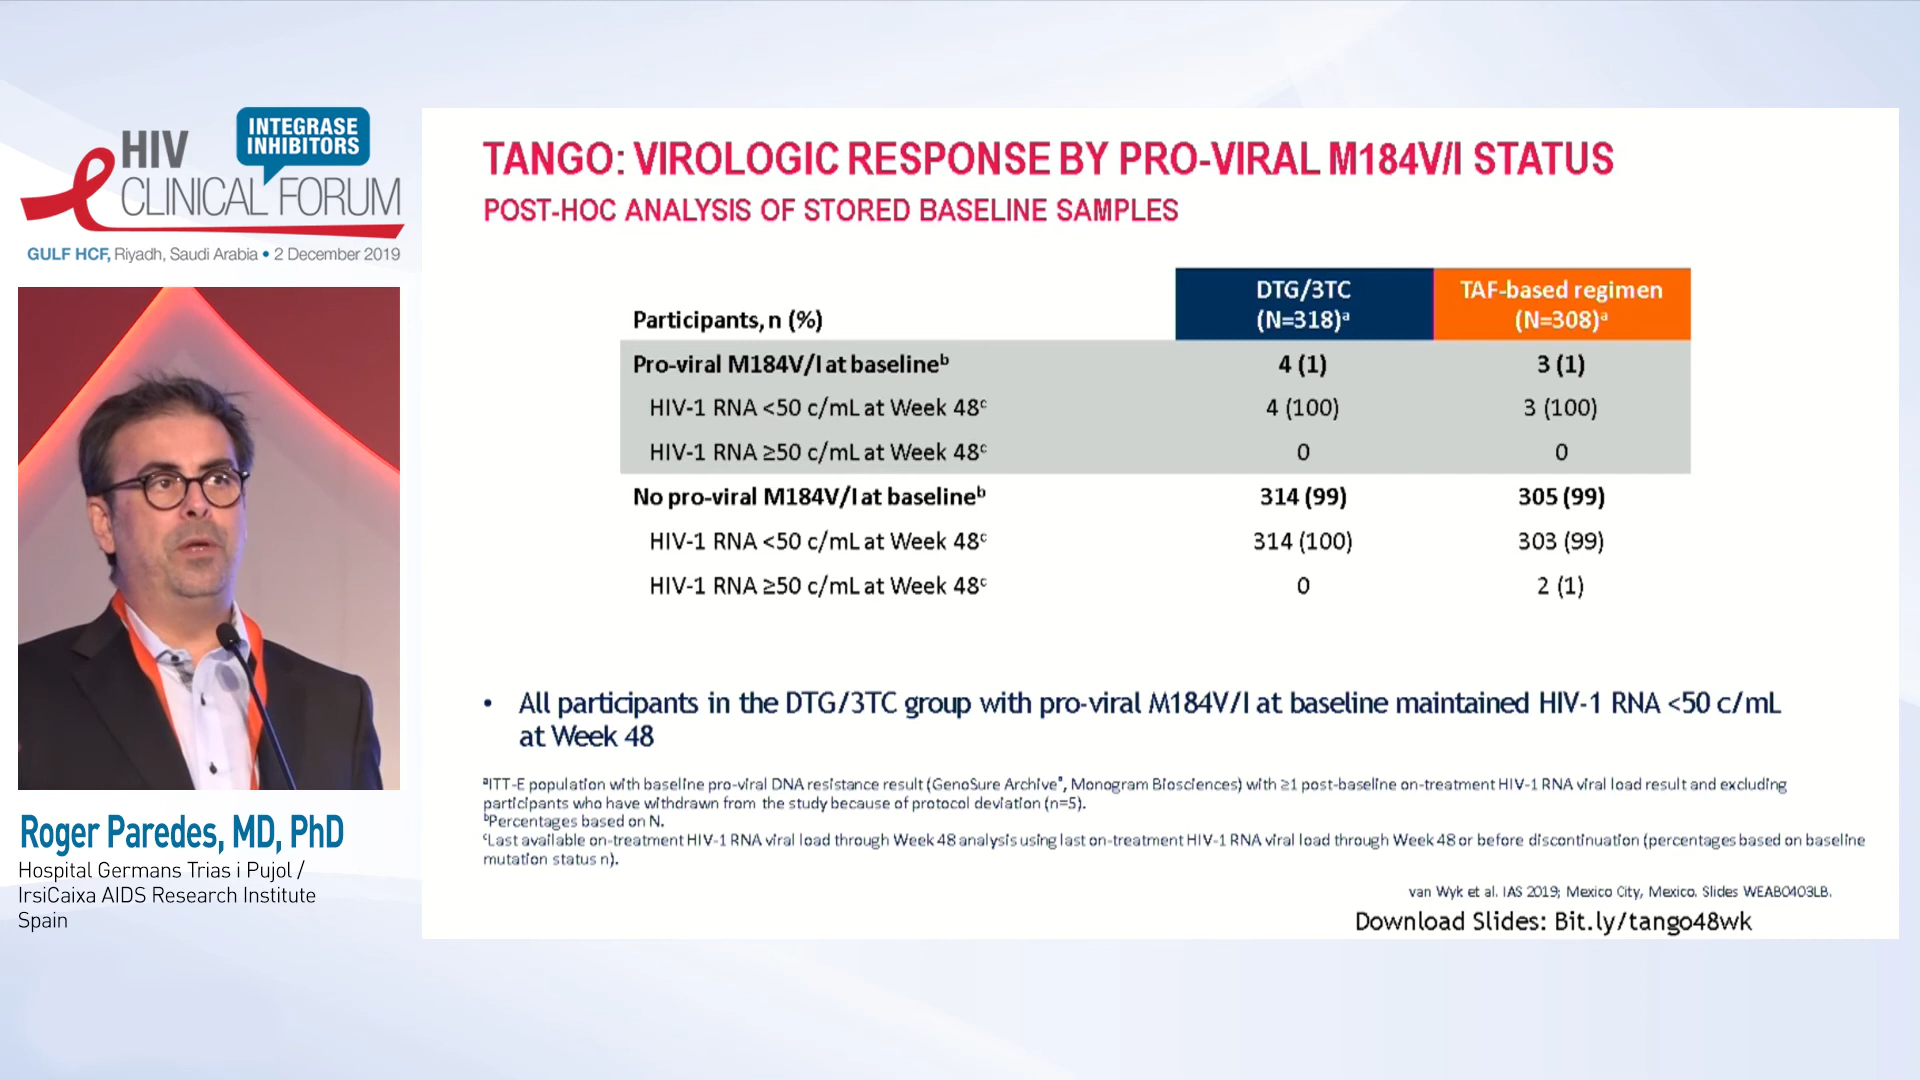 HIV
INTEGRASE
INHIBITORS
CLINICAL FORUM
GULF HCF, Riyadh, Saudi Arabia • 2 December 2019
Roger Paredes, MD, PhD
Hospital Germans Trias i Pujol /
IrsiCaixa AIDS Research Institute
Spain
TANGO: VIROLOGIC RESPONSE BY PRO-VIRAL M184V/I STATUS
POST-HOC ANALYSIS OF STORED BASELINE SAMPLES
Participants, n (%) DTG/3TC (N=318)ᵃ TAF-based regimen (N=308)ᵃ
Pro-viral M184V/I at baselineᵇ 4 (1) 3 (1)
HIV-1 RNA <50 c/mL at Week 48ᶜ 4 (100) 3 (100)
HIV-1 RNA ≥50 c/mL at Week 48ᶜ 0 0
No pro-viral M184V/I at baselineᵇ 314 (99) 305 (99)
HIV-1 RNA <50 c/mL at Week 48ᶜ 314 (100) 303 (99)
HIV-1 RNA ≥50 c/mL at Week 48ᶜ 0 2 (1)
• All participants in the DTG/3TC group with pro-viral M184V/I at baseline maintained HIV-1 RNA <50 c/mL
at Week 48
ᵃITT-E population with baseline pro-viral DNA resistance result (GenoSure Archive®, Monogram Biosciences) with ≥1 post-baseline on-treatment HIV-1 RNA viral load result and excluding
participants who have withdrawn from the study because of protocol deviation (n=5).
ᵇPercentages based on N.
ᶜLast available on-treatment HIV-1 RNA viral load through Week 48 analysis using last on-treatment HIV-1 RNA viral load through Week 48 or before discontinuation (percentages based on baseline
mutation status n).
van Wyk et al. IAS 2019; Mexico City, Mexico. Slides WEAB0403LB.
Download Slides: Bit.ly/tango48wk